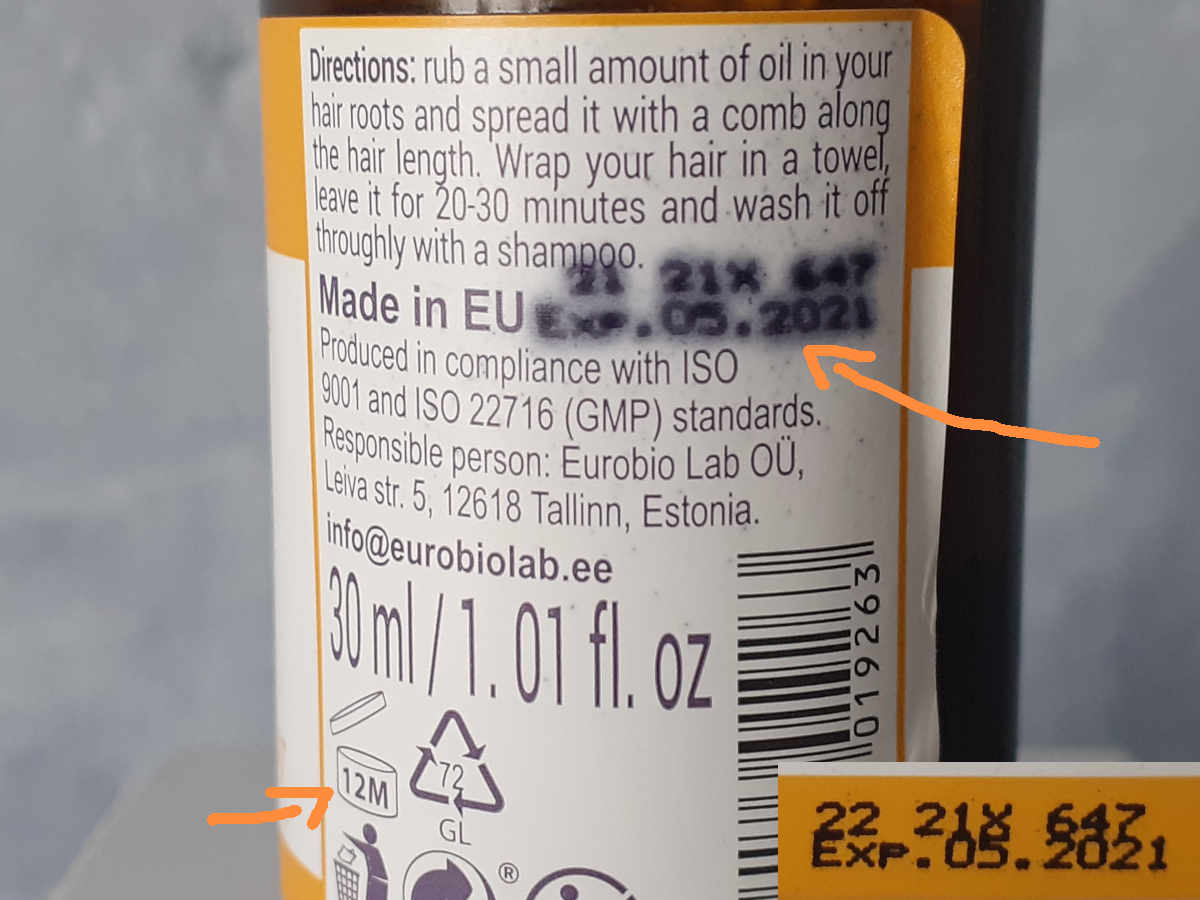 Directions: rub a small amount of oil in your
hair roots and spread it with a comb along
the hair length. Wrap your hair in a towel,
leave it for 20-30 minutes and wash it off
throughly with a shampoo.
21 21X 647
Made in EU Exp.05.2021
Produced in compliance with ISO
9001 and ISO 22716 (GMP) standards.
Responsible person: Eurobio Lab OÜ,
Leiva str. 5, 12618 Tallinn, Estonia.
info@eurobiolab.ee
30 ml / 1. 01 fl. oz
019263
12M
72
GL
®
22 21X 647
Exp.05.2021